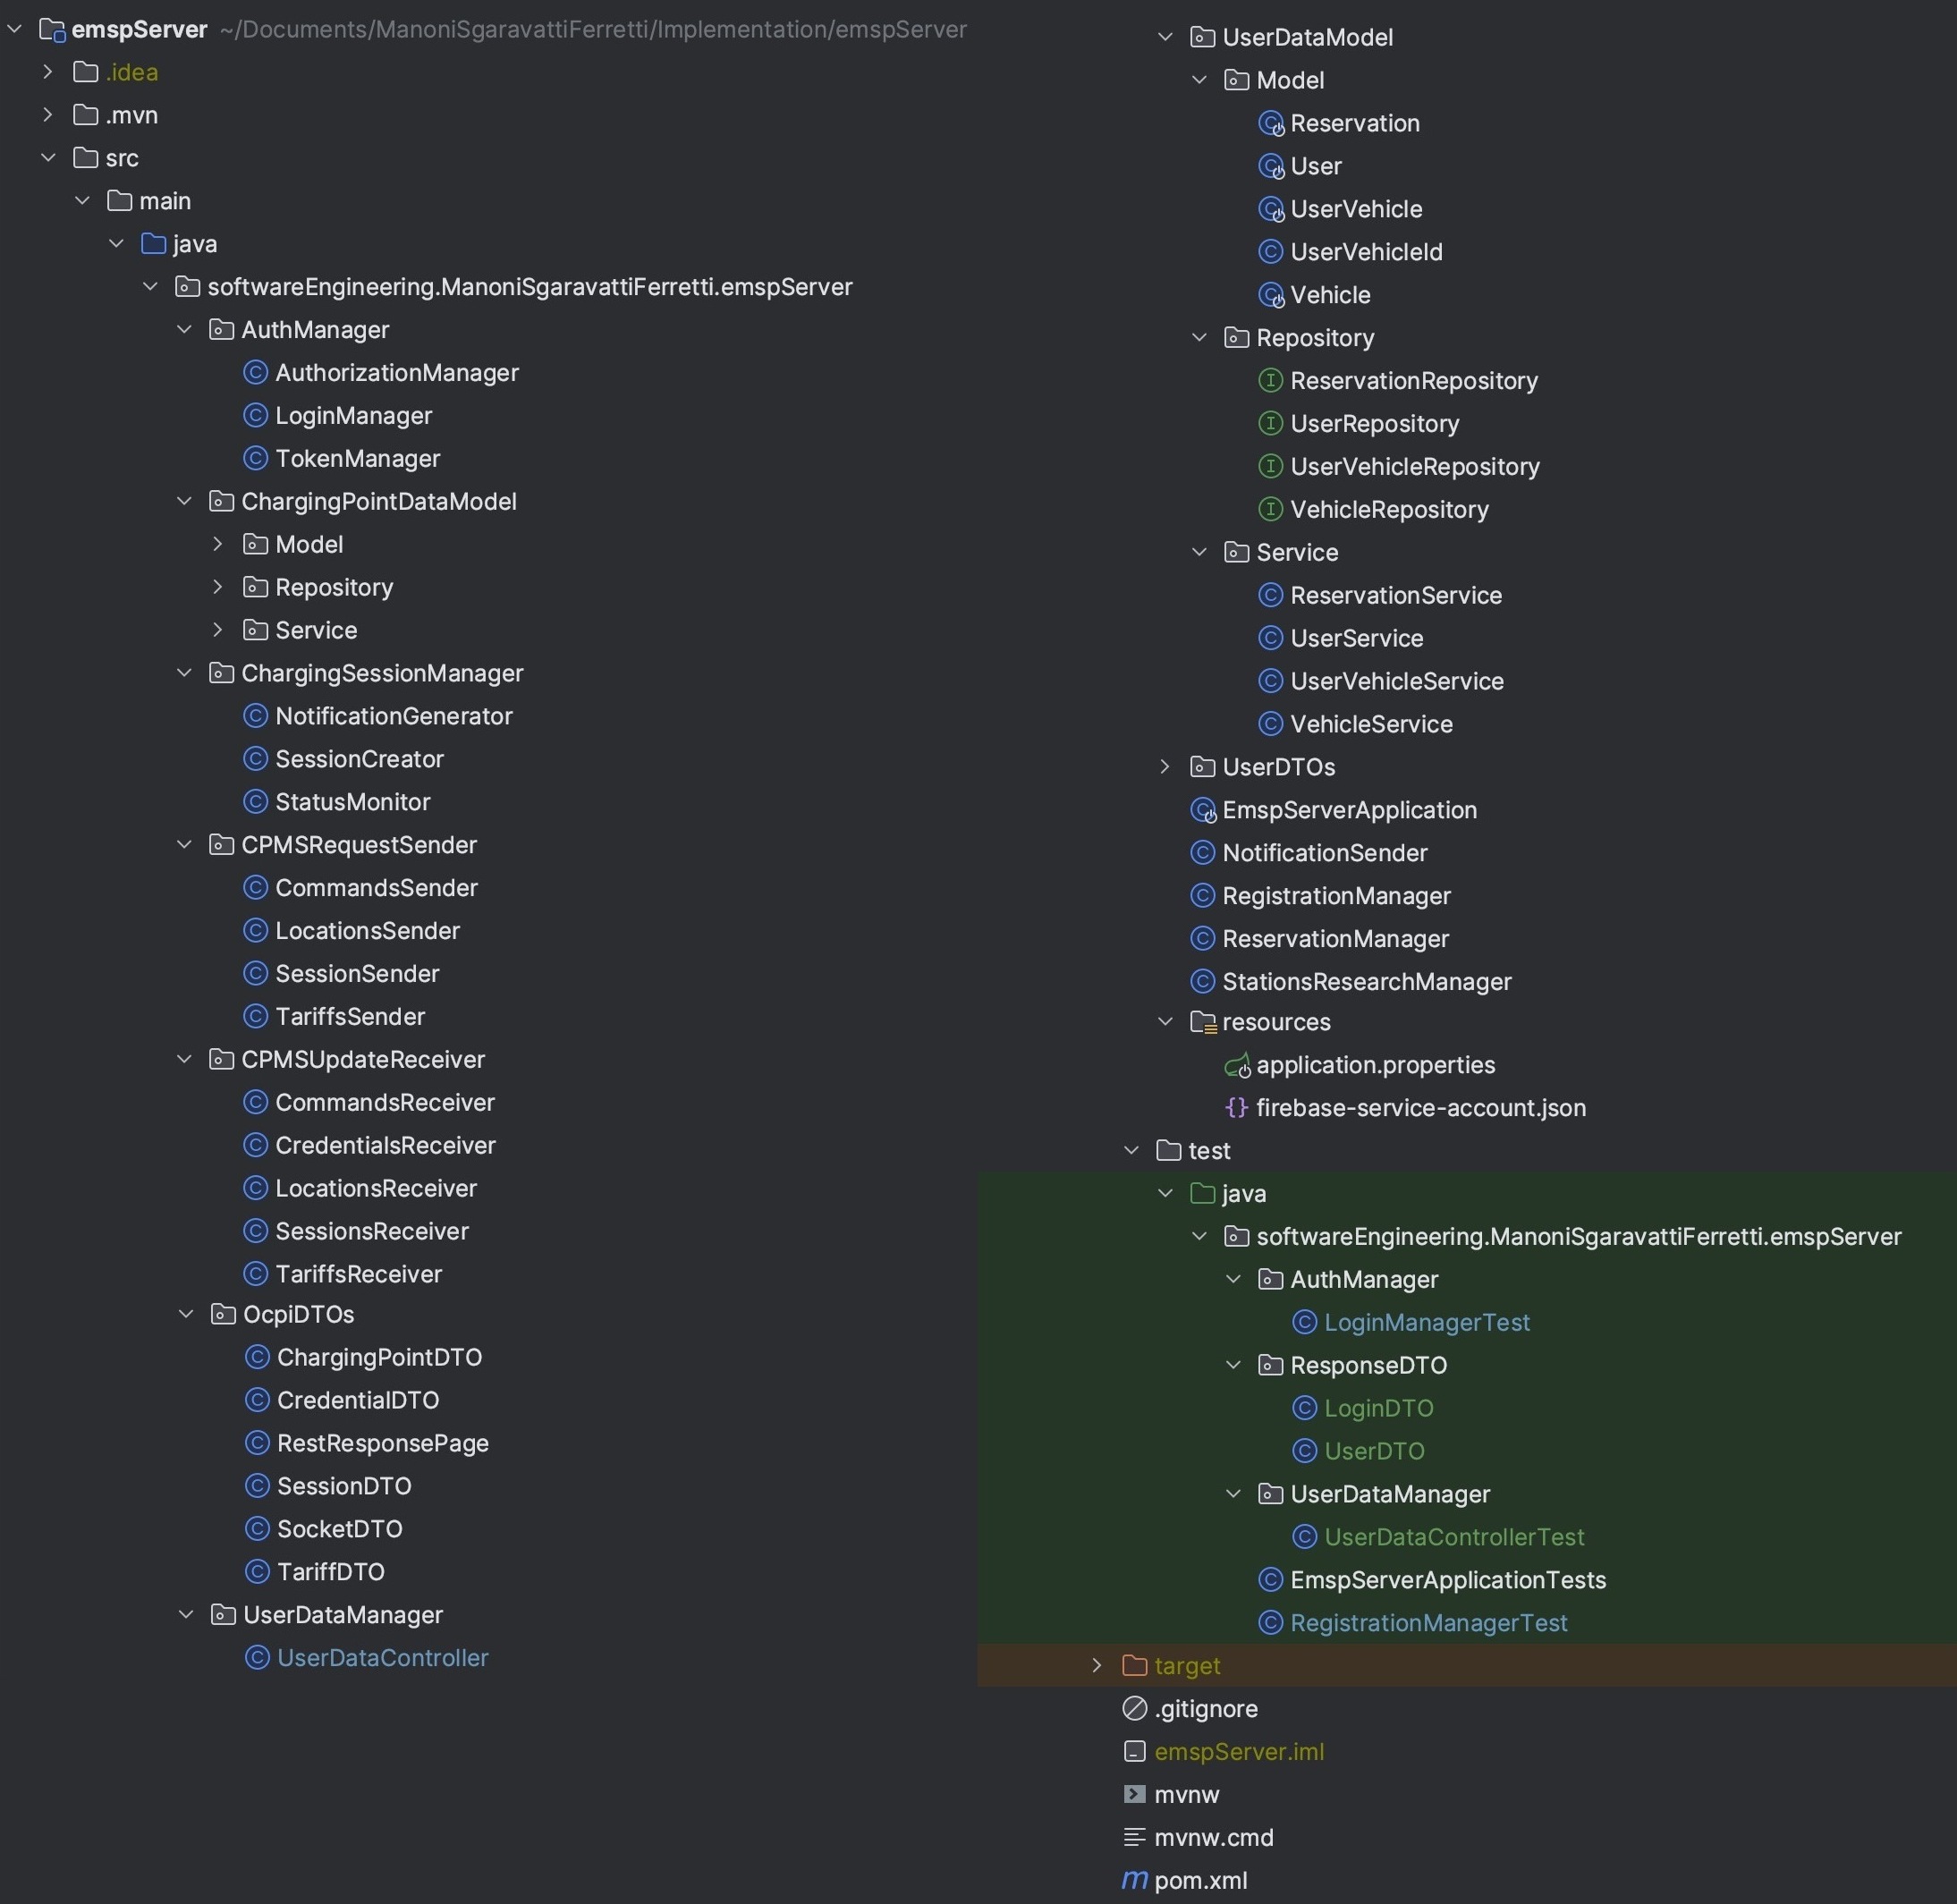 emspServer ~/Documents/ManoniSgaravattiFerretti/Implementation/emspServer
.idea
.mvn
src
main
java
softwareEngineering.ManoniSgaravattiFerretti.emspServer
AuthManager
AuthorizationManager
LoginManager
TokenManager
ChargingPointDataModel
Model
Repository
Service
ChargingSessionManager
NotificationGenerator
SessionCreator
StatusMonitor
CPMSRequestSender
CommandsSender
LocationsSender
SessionSender
TariffsSender
CPMSUpdateReceiver
CommandsReceiver
CredentialsReceiver
LocationsReceiver
SessionsReceiver
TariffsReceiver
OcpiDTOs
ChargingPointDTO
CredentialDTO
RestResponsePage
SessionDTO
SocketDTO
TariffDTO
UserDataManager
UserDataController
UserDataModel
Model
Reservation
User
UserVehicle
UserVehicleId
Vehicle
Repository
ReservationRepository
UserRepository
UserVehicleRepository
VehicleRepository
Service
ReservationService
UserService
UserVehicleService
VehicleService
UserDTOs
EmspServerApplication
NotificationSender
RegistrationManager
ReservationManager
StationsResearchManager
resources
application.properties
firebase-service-account.json
test
java
softwareEngineering.ManoniSgaravattiFerretti.emspServer
AuthManager
LoginManagerTest
ResponseDTO
LoginDTO
UserDTO
UserDataManager
UserDataControllerTest
EmspServerApplicationTests
RegistrationManagerTest
target
.gitignore
emspServer.iml
mvnw
mvnw.cmd
pom.xml